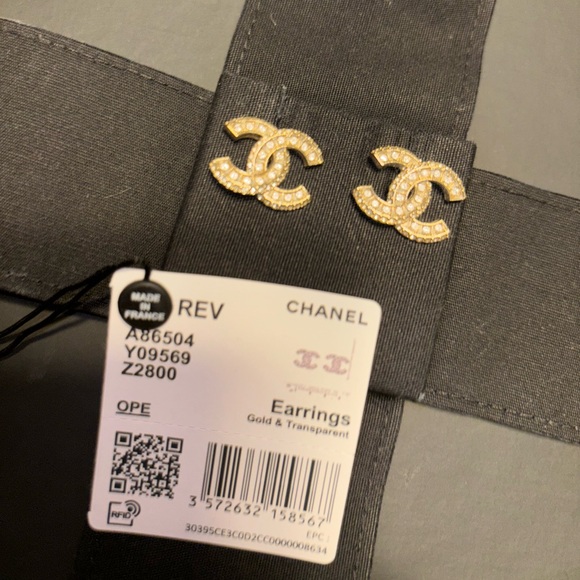 MADE
IN
FRANCE
REV
CHANEL
A86504
Y09569
Z2800
OPE
Earrings
Gold & Transparent
3 572632 158567
RFID
EPC :
30395CE3C0D2CC0000008634